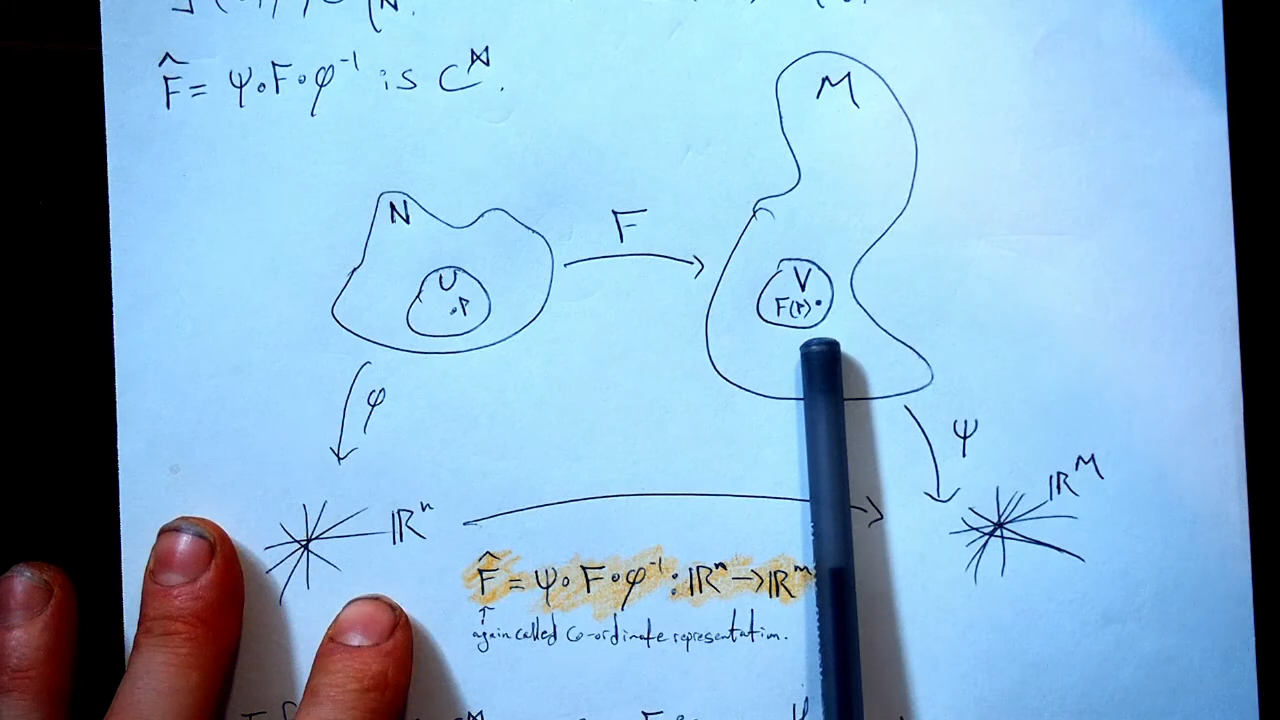 F̂ = ψ∘F∘φ⁻¹ is C^∞.
M
N
F
U
V
.P
F(P).
φ
ψ
ℝⁿ
ℝᴹ
F̂ = ψ∘F∘φ⁻¹ : ℝⁿ → ℝᵐ
↑
again called Co-ordinate representation.